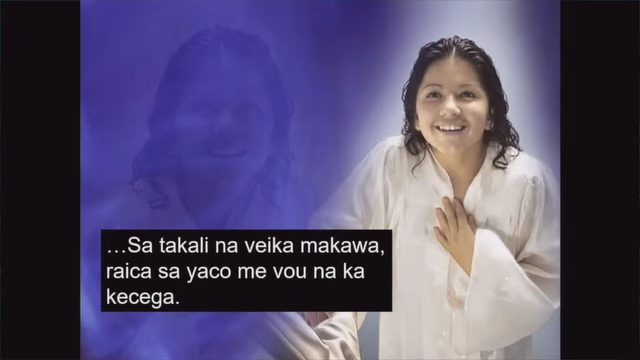 …Sa takali na veika makawa,
raica sa yaco me vou na ka
kecega.